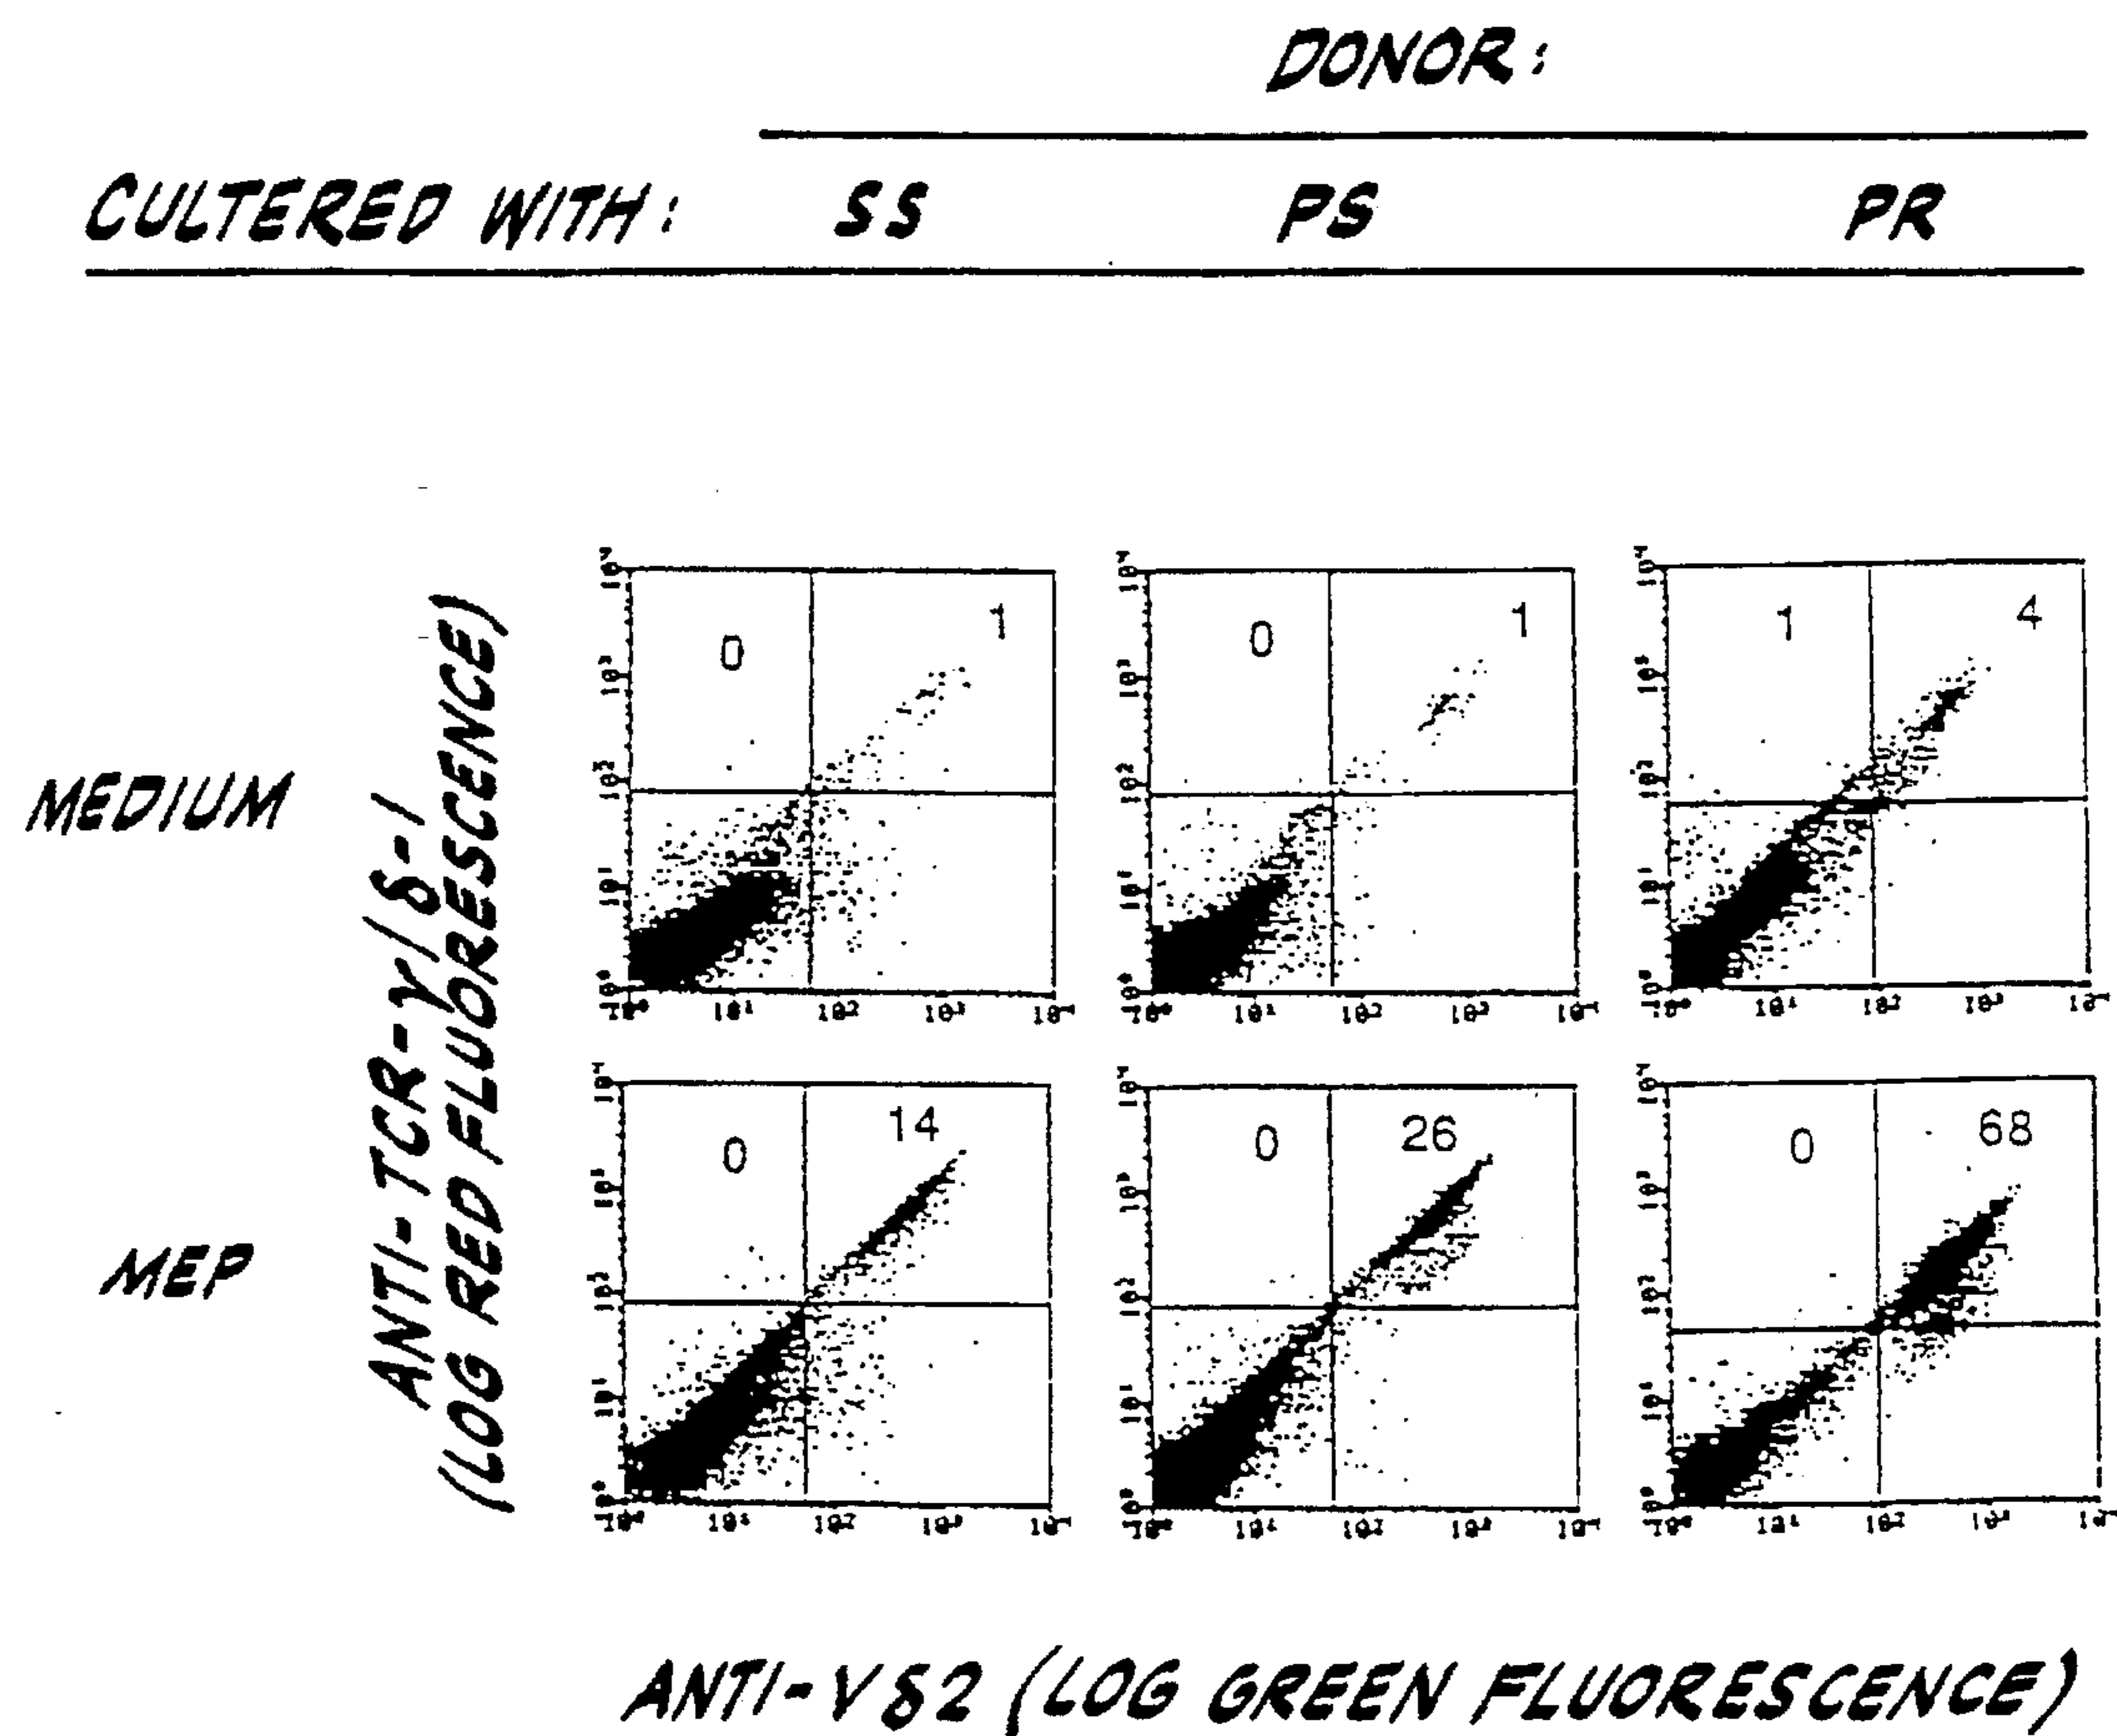 DONOR:
CULTERED WITH: SS PS PR
MEDIUM
MEP
ANTI-TCR-γ/δ-1
(LOG RED FLUORESCENCE)
0 1
0 1
1 4
0 14
0 26
0 68
ANTI-Vδ2 (LOG GREEN FLUORESCENCE)